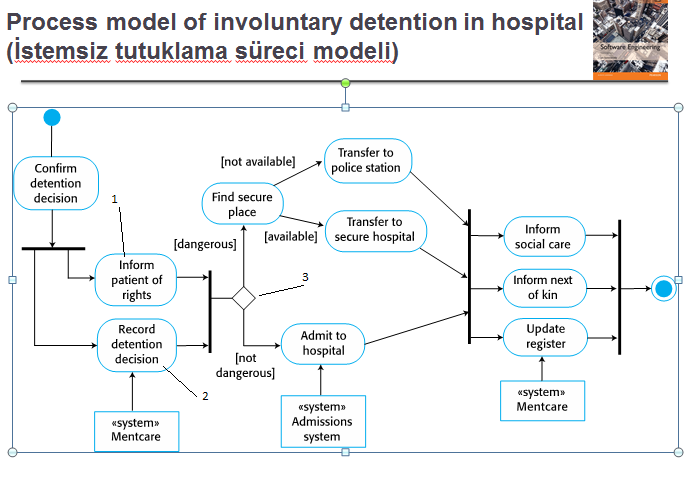 Process model of involuntary detention in hospital
(İstemsiz tutuklama süreci modeli)
Software Engineering
Confirm
detention
decision
1
Inform
patient of
rights
Record
detention
decision
2
«system»
Mentcare
[not available]
Transfer to
police station
Find secure
place
[dangerous]
[available]
Transfer to
secure hospital
3
[not
dangerous]
Admit to
hospital
«system»
Admissions
system
Inform
social care
Inform next
of kin
Update
register
«system»
Mentcare